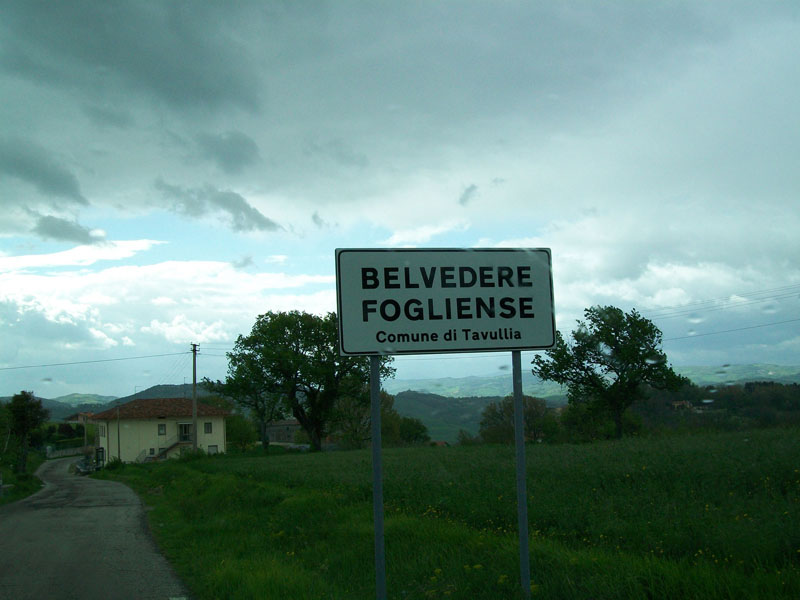 BELVEDERE
FOGLIENSE
Comune di Tavullia